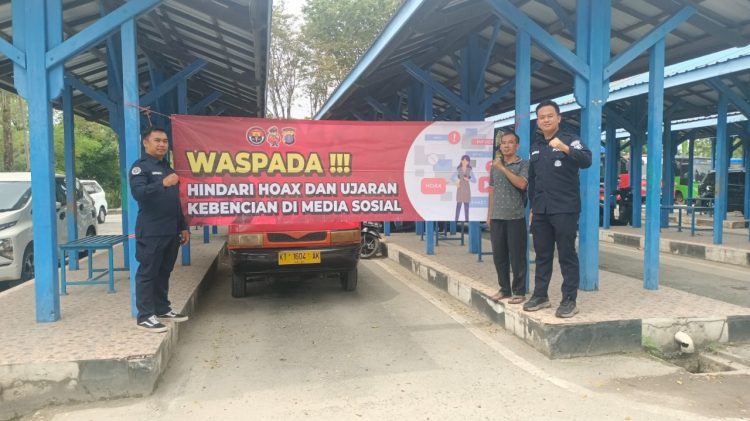 WASPADA !!!
HINDARI HOAX DAN UJARAN
KEBENCIAN DI MEDIA SOSIAL
HOAX
KT 1604 AK